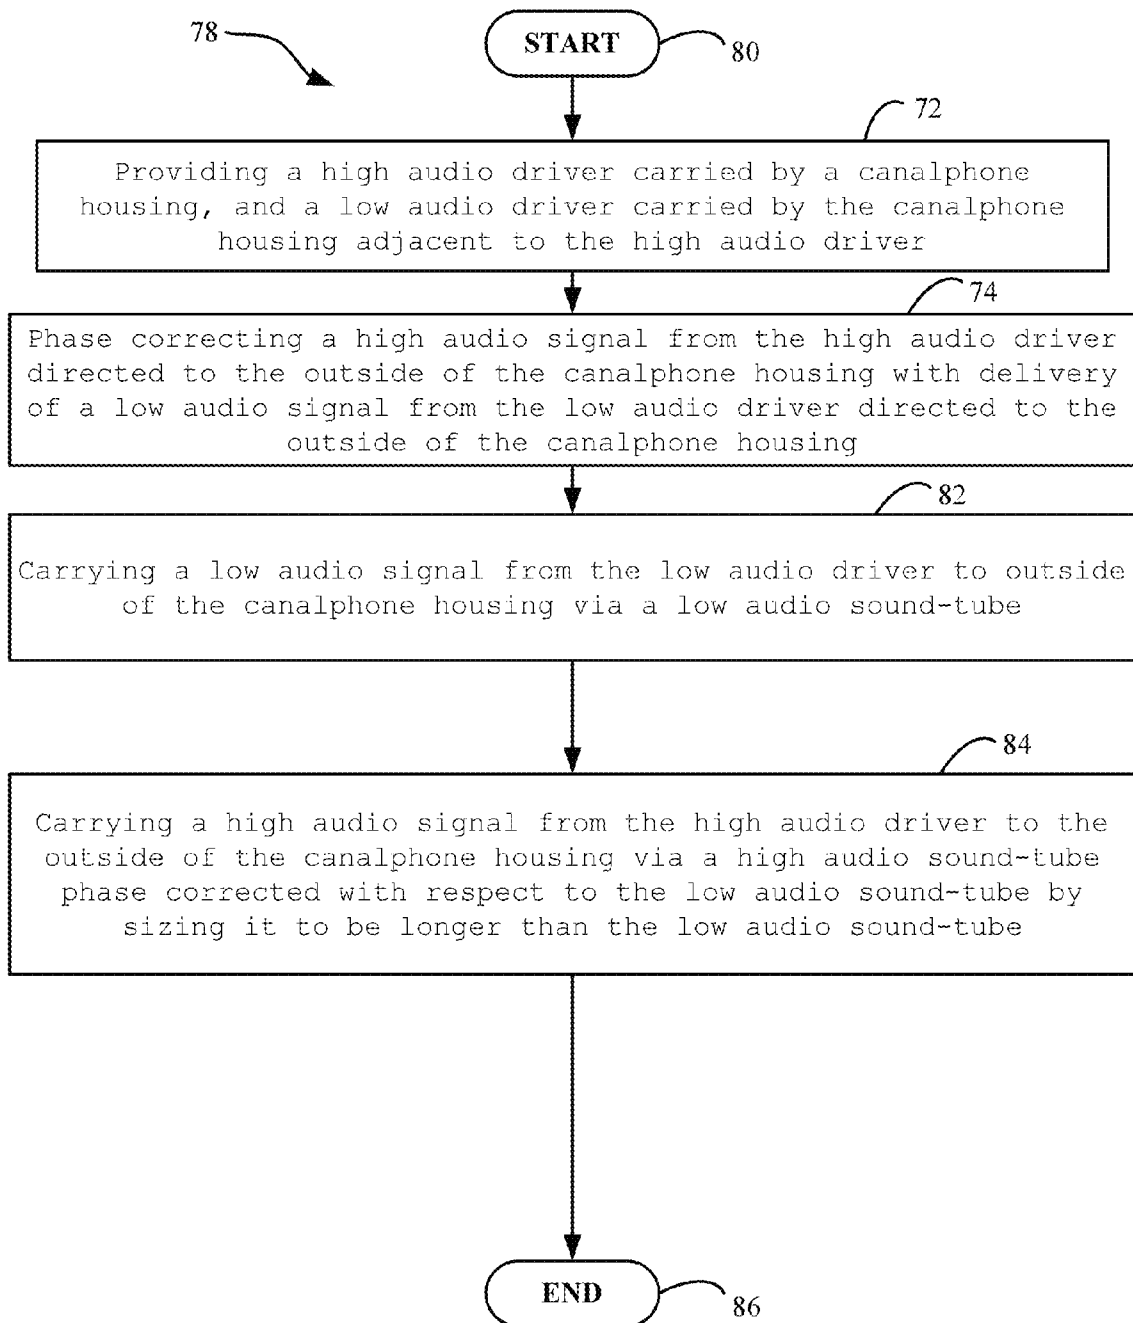 78
START
80
72
Providing a high audio driver carried by a canalphone
housing, and a low audio driver carried by the canalphone
housing adjacent to the high audio driver
74
Phase correcting a high audio signal from the high audio driver
directed to the outside of the canalphone housing with delivery
of a low audio signal from the low audio driver directed to the
outside of the canalphone housing
82
Carrying a low audio signal from the low audio driver to outside
of the canalphone housing via a low audio sound-tube
84
Carrying a high audio signal from the high audio driver to the
outside of the canalphone housing via a high audio sound-tube
phase corrected with respect to the low audio sound-tube by
sizing it to be longer than the low audio sound-tube
END
86